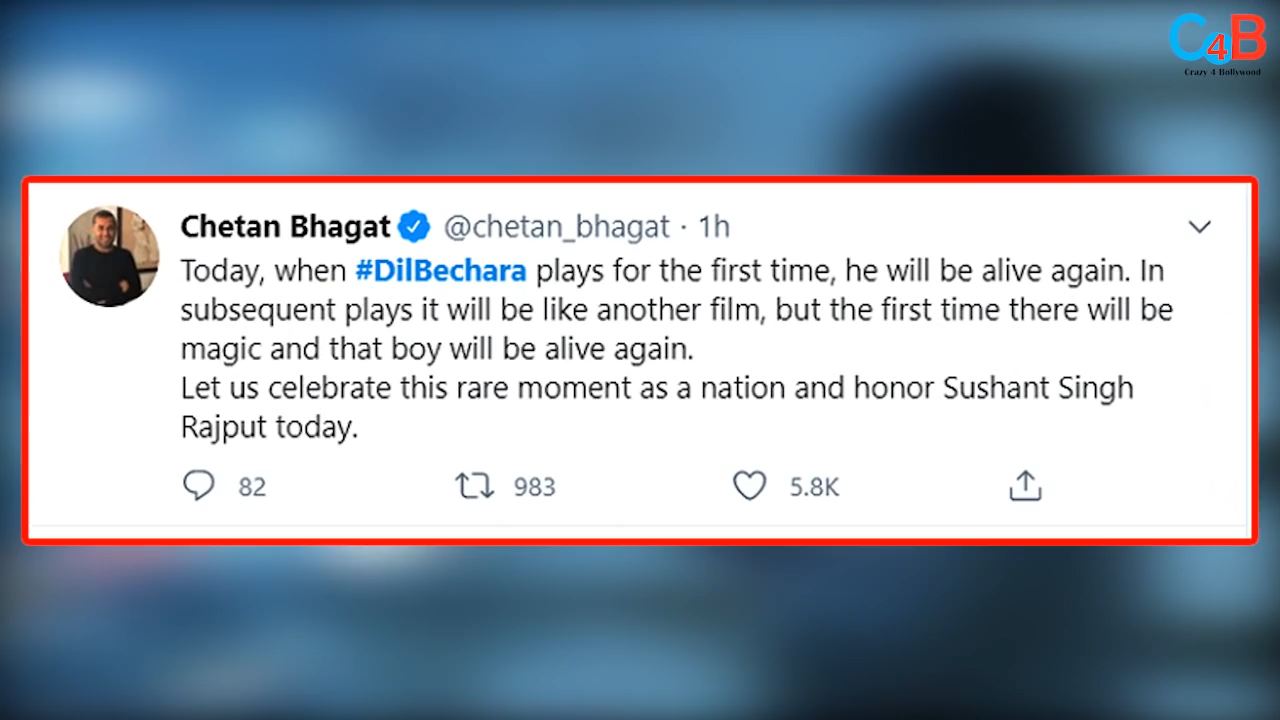 C4B
Crazy 4 Bollywood
Chetan Bhagat @chetan_bhagat · 1h
Today, when #DilBechara plays for the first time, he will be alive again. In
subsequent plays it will be like another film, but the first time there will be
magic and that boy will be alive again.
Let us celebrate this rare moment as a nation and honor Sushant Singh
Rajput today.
82 983 5.8K